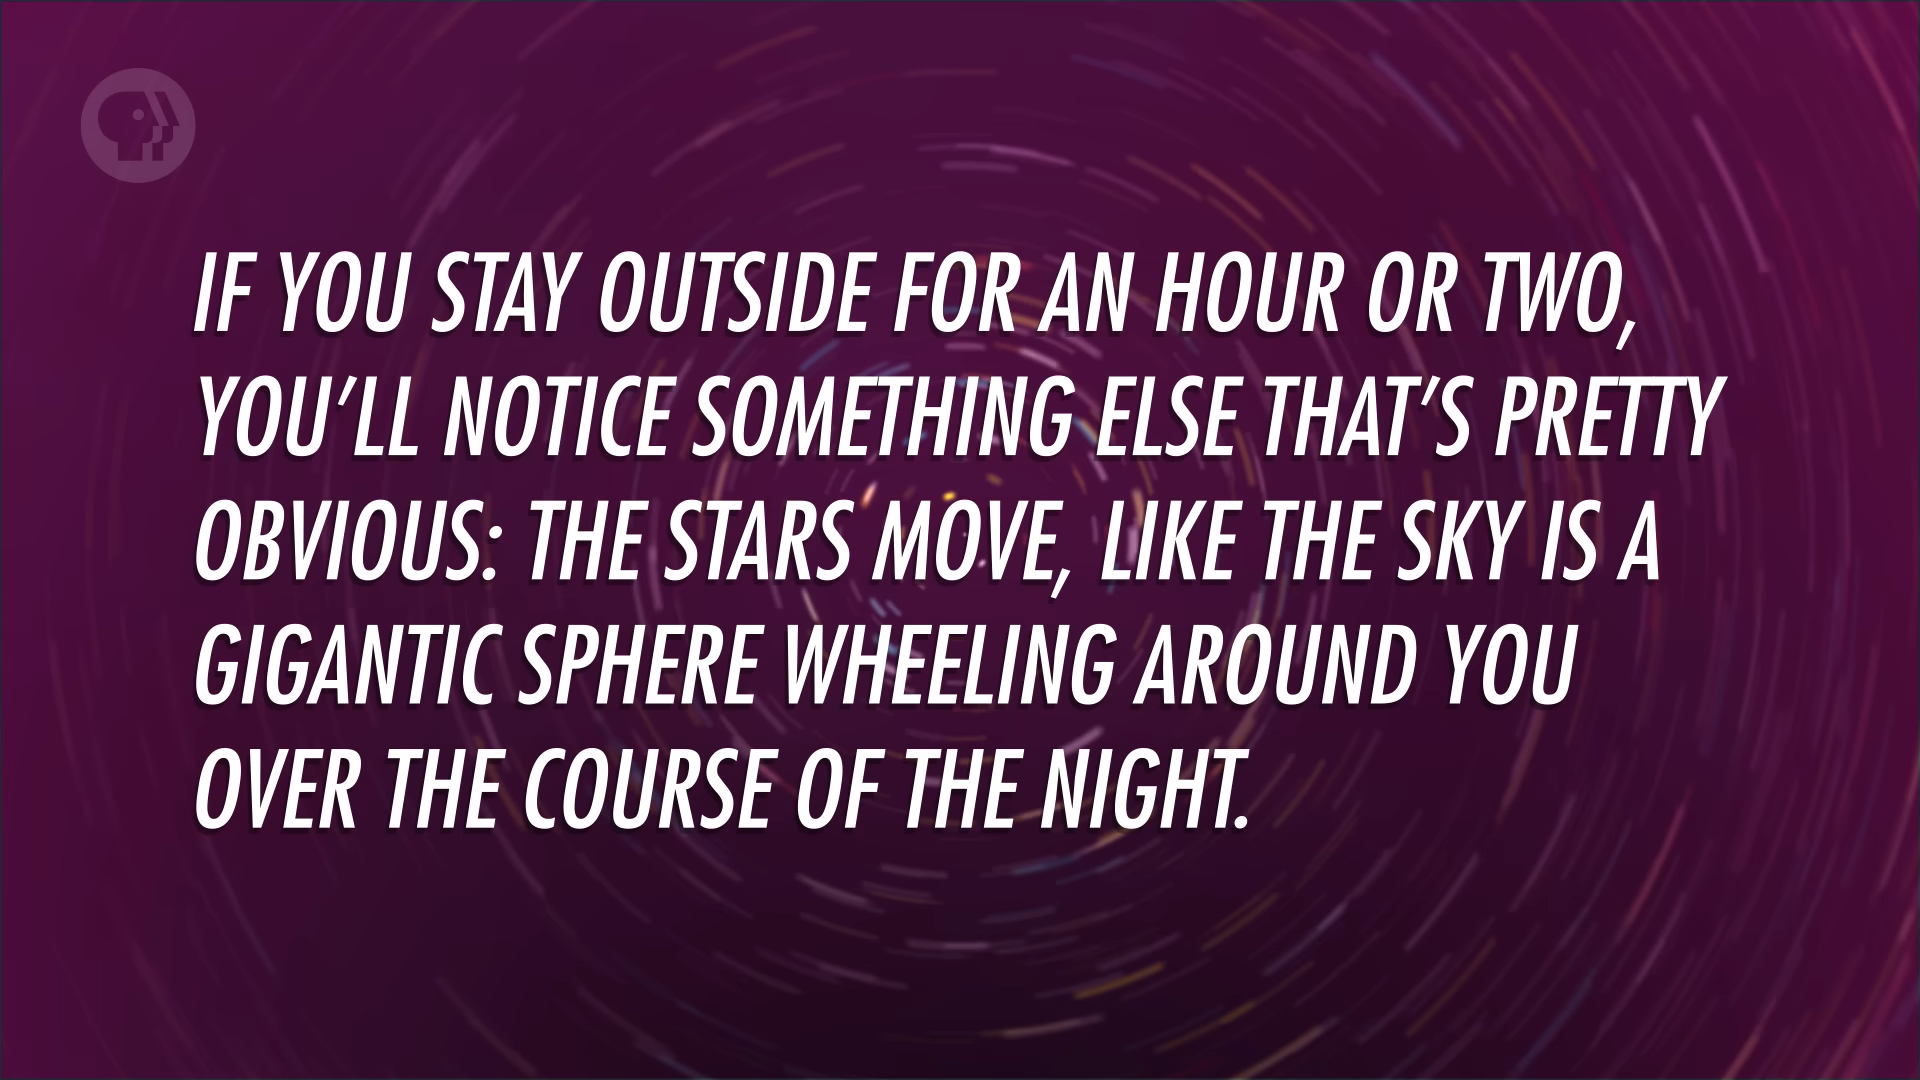 IF YOU STAY OUTSIDE FOR AN HOUR OR TWO,
YOU'LL NOTICE SOMETHING ELSE THAT'S PRETTY
OBVIOUS: THE STARS MOVE, LIKE THE SKY IS A
GIGANTIC SPHERE WHEELING AROUND YOU
OVER THE COURSE OF THE NIGHT.